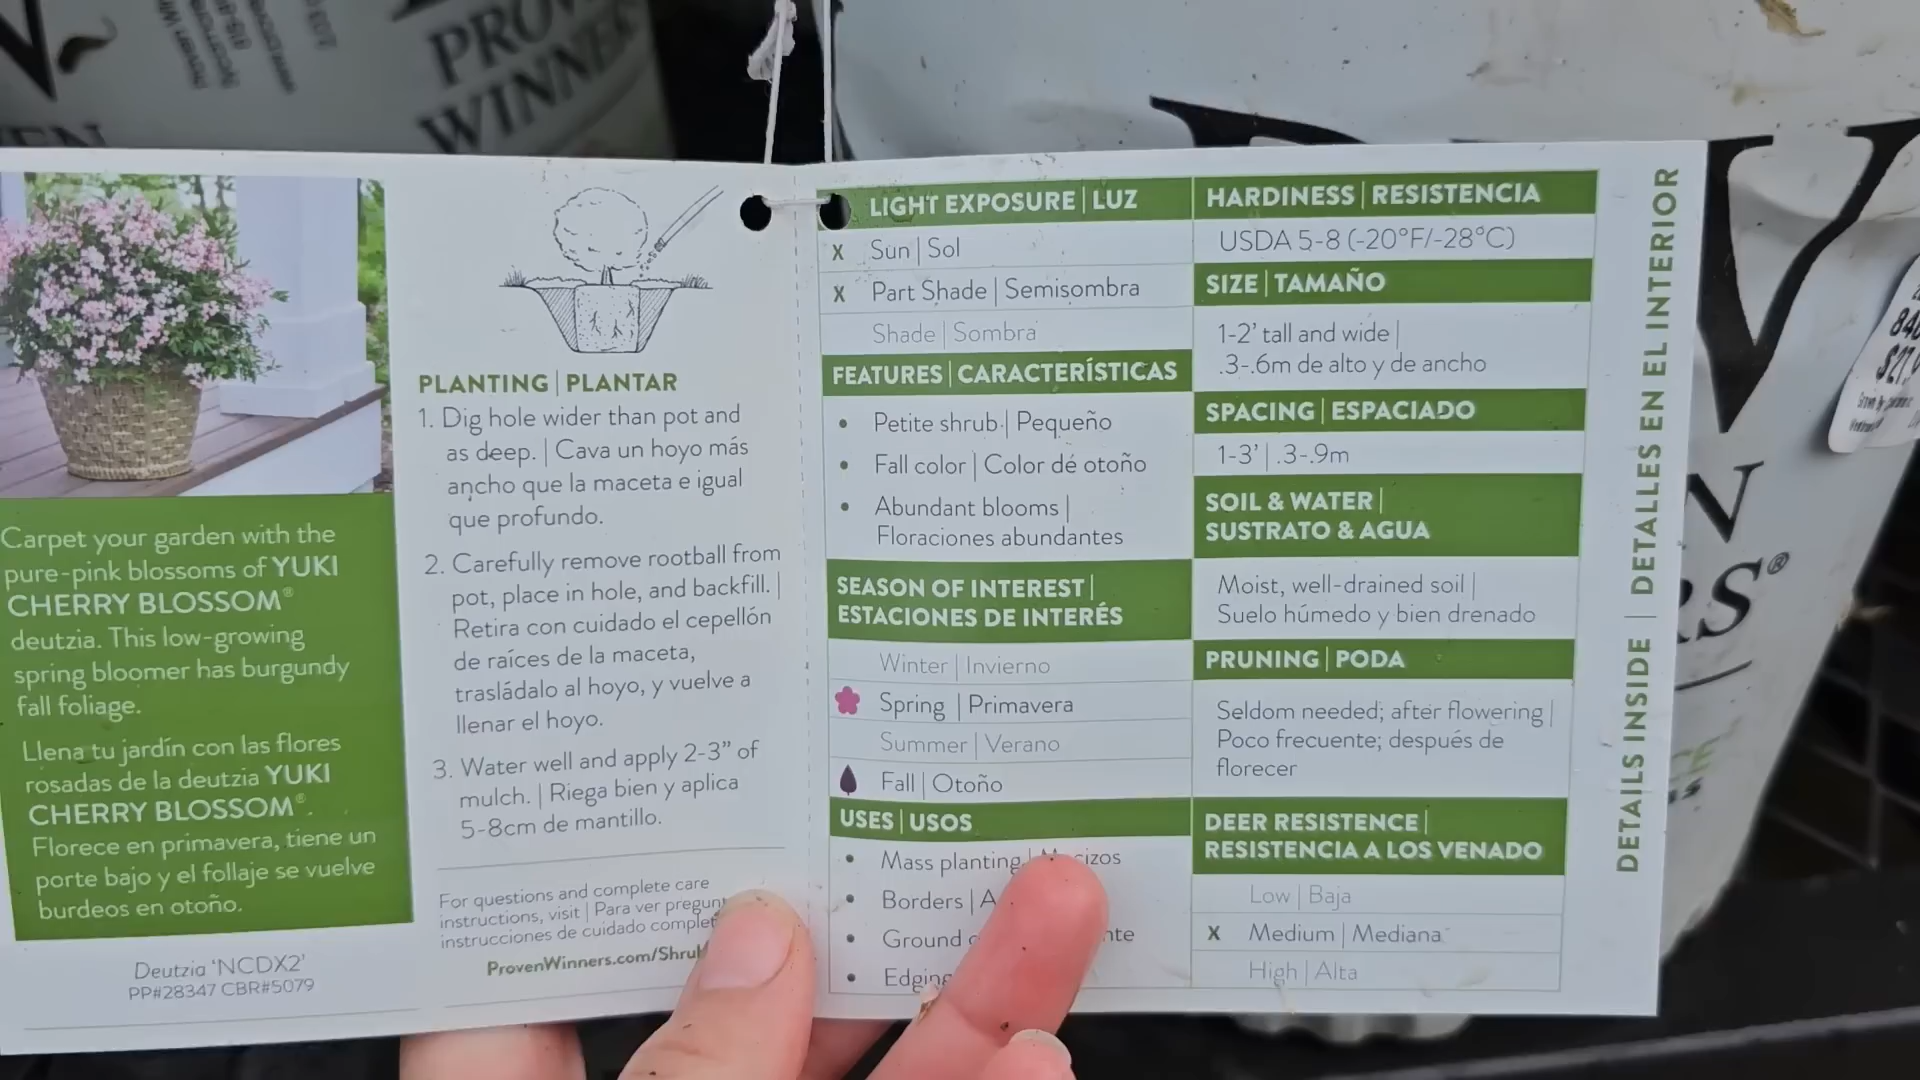 PROVEN
WINNE
Carpet your garden with the
pure-pink blossoms of YUKI
CHERRY BLOSSOM®
deutzia. This low-growing
spring bloomer has burgundy
fall foliage.
Llena tu jardín con las flores
rosadas de la deutzia YUKI
CHERRY BLOSSOM®.
Florece en primavera, tiene un
porte bajo y el follaje se vuelve
burdeos en otoño.
Deutzia 'NCDX2'
PP#28347 CBR#5079
PLANTING | PLANTAR
1. Dig hole wider than pot and
as deep. | Cava un hoyo más
ancho que la maceta e igual
que profundo.
2. Carefully remove rootball from
pot, place in hole, and backfill. |
Retira con cuidado el cepellón
de raíces de la maceta,
trasládalo al hoyo, y vuelve a
llenar el hoyo.
3. Water well and apply 2-3" of
mulch. | Riega bien y aplica
5-8cm de mantillo.
For questions and complete care
instructions, visit | Para ver
instrucciones de cuidado
ProvenWinners.com/
LIGHT EXPOSURE | LUZ
X Sun | Sol
X Part Shade | Semisombra
Shade | Sombra
FEATURES | CARACTERÍSTICAS
• Petite shrub | Pequeño
• Fall color | Color de otoño
• Abundant blooms |
Floraciones abundantes
SEASON OF INTEREST |
ESTACIONES DE INTERÉS
Winter | Invierno
Spring | Primavera
Summer | Verano
Fall | Otoño
USES | USOS
• Mass planting |
• Borders |
• Ground
• Edging
HARDINESS | RESISTENCIA
USDA 5-8 (-20°F/-28°C)
SIZE | TAMAÑO
1-2' tall and wide |
.3-.6m de alto y de ancho
SPACING | ESPACIADO
1-3' | .3-.9m
SOIL & WATER |
SUSTRATO & AGUA
Moist, well-drained soil |
Suelo húmedo y bien drenado
PRUNING | PODA
Seldom needed; after flowering |
Poco frecuente; después de
florecer
DEER RESISTENCE |
RESISTENCIA A LOS VENADO
Low | Baja
X Medium | Mediana
High | Alta
DETAILS INSIDE | DETALLES EN EL INTERIOR